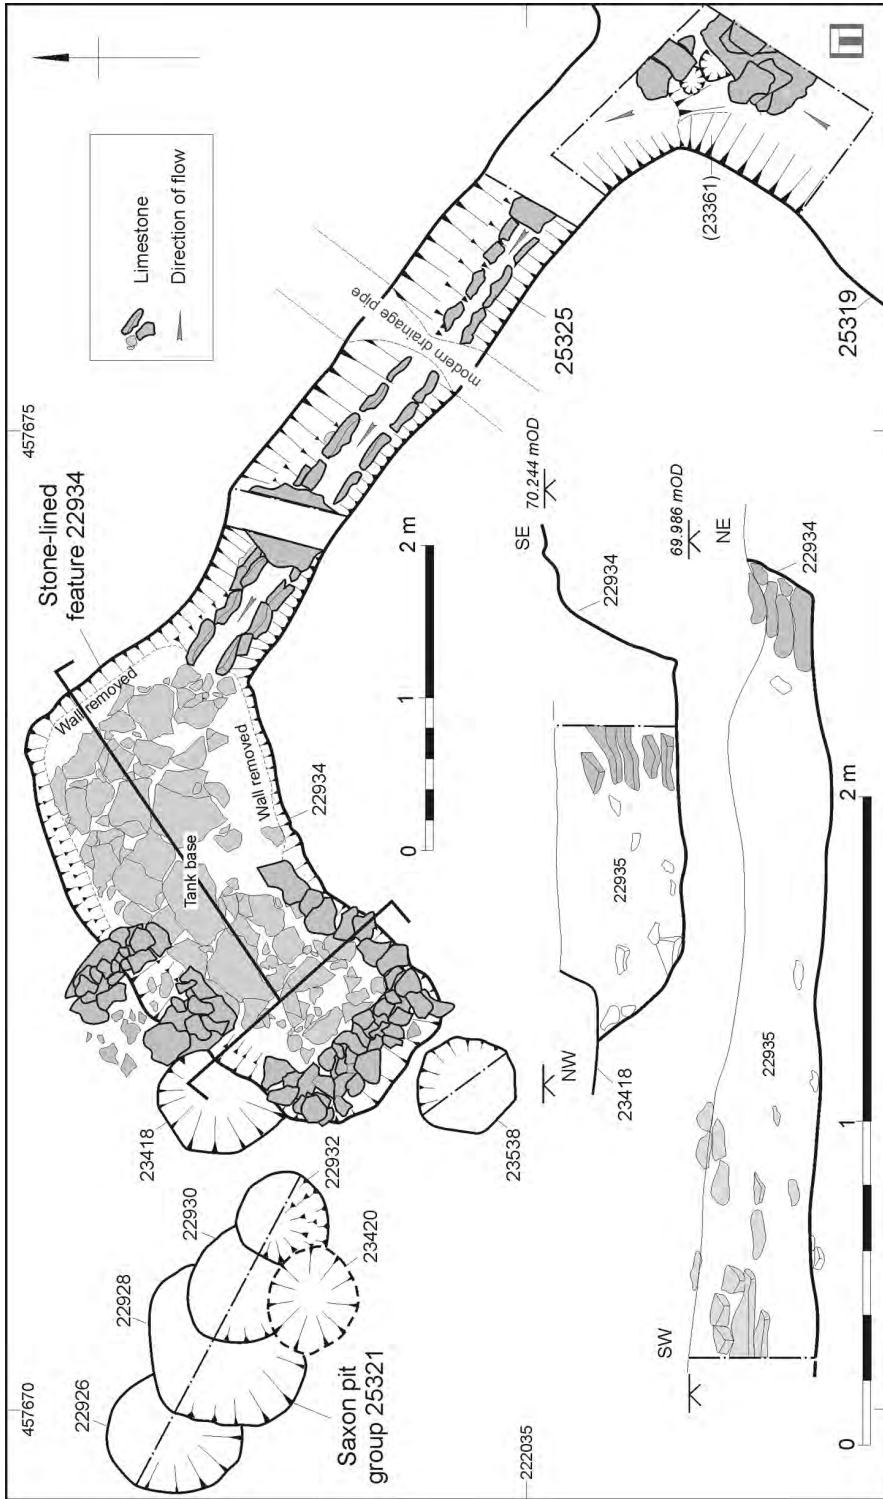 457670
457675
222035
Limestone
Direction of flow
Stone-lined
feature 22934
Wall removed
Wall removed
Tank base
22934
modern drainage pipe
25325
(23361)
25319
23418
23538
22926
22928
22930
22932
23420
Saxon pit
group 25321
0
1
2 m
NW
SE
70.244 mOD
23418
22935
22934
SW
NE
69.986 mOD
22935
22934
0
1
2 m